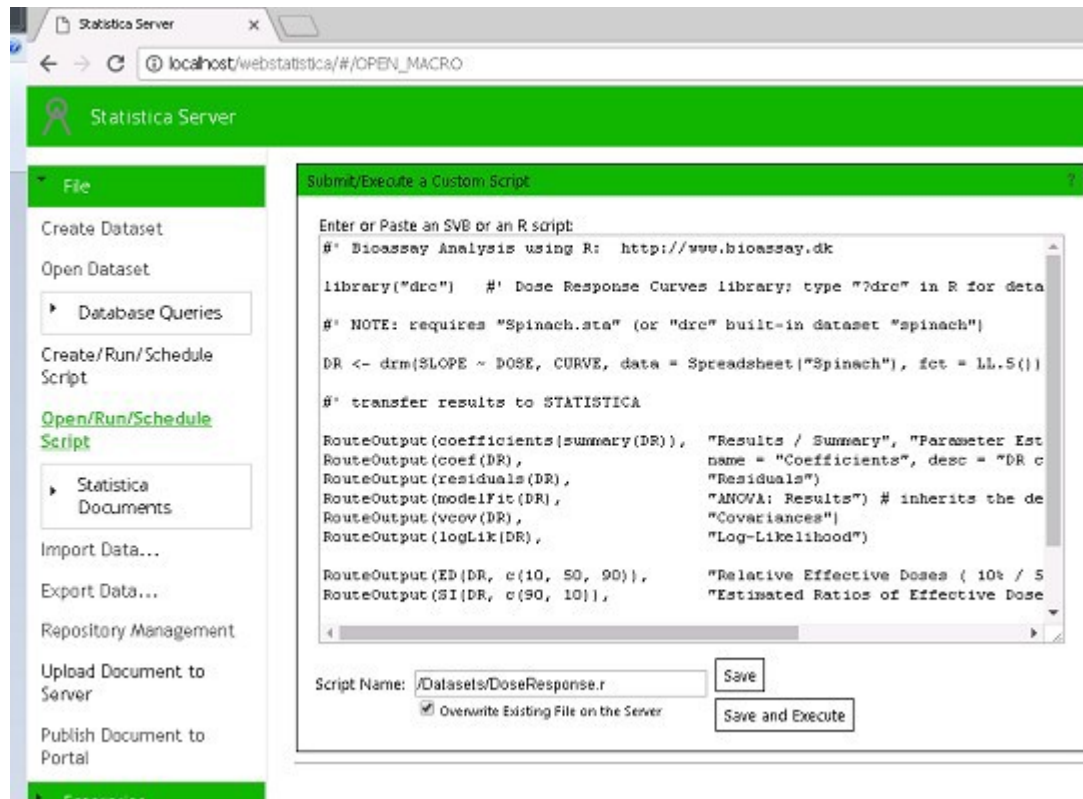 Statistica Server
localhost/webstatistica/#/OPEN_MACRO
Statistica Server
File
Create Dataset
Open Dataset
Database Queries
Create/Run/Schedule
Script
Open/Run/Schedule
Script
Statistica
Documents
Import Data...
Export Data...
Repository Management
Upload Document to
Server
Publish Document to
Portal
Submit/Execute a Custom Script ?
Enter or Paste an SVB or an R script:
#' Bioassay Analysis using R: http://www.bioassay.dk
library("drc") #' Dose Response Curves library; type "?drc" in R for deta
#' NOTE: requires "Spinach.sta" (or "drc" built-in dataset "spinach")
DR <- drm(SLOPE ~ DOSE, CURVE, data = Spreadsheet("Spinach"), fct = LL.5())
#' transfer results to STATISTICA
RouteOutput(coefficients(summary(DR)), "Results / Summary", "Parameter Est
RouteOutput(coef(DR), name = "Coefficients", desc = "DR c
RouteOutput(residuals(DR), "Residuals")
RouteOutput(modelFit(DR), "ANOVA: Results") # inherits the de
RouteOutput(vcov(DR), "Covariances")
RouteOutput(logLik(DR), "Log-Likelihood")
RouteOutput(ED(DR, c(10, 50, 90)), "Relative Effective Doses ( 10% / 5
RouteOutput(SI(DR, c(90, 10)), "Estimated Ratios of Effective Dose
Script Name: /Datasets/DoseResponse.r Save
Overwrite Existing File on the Server Save and Execute